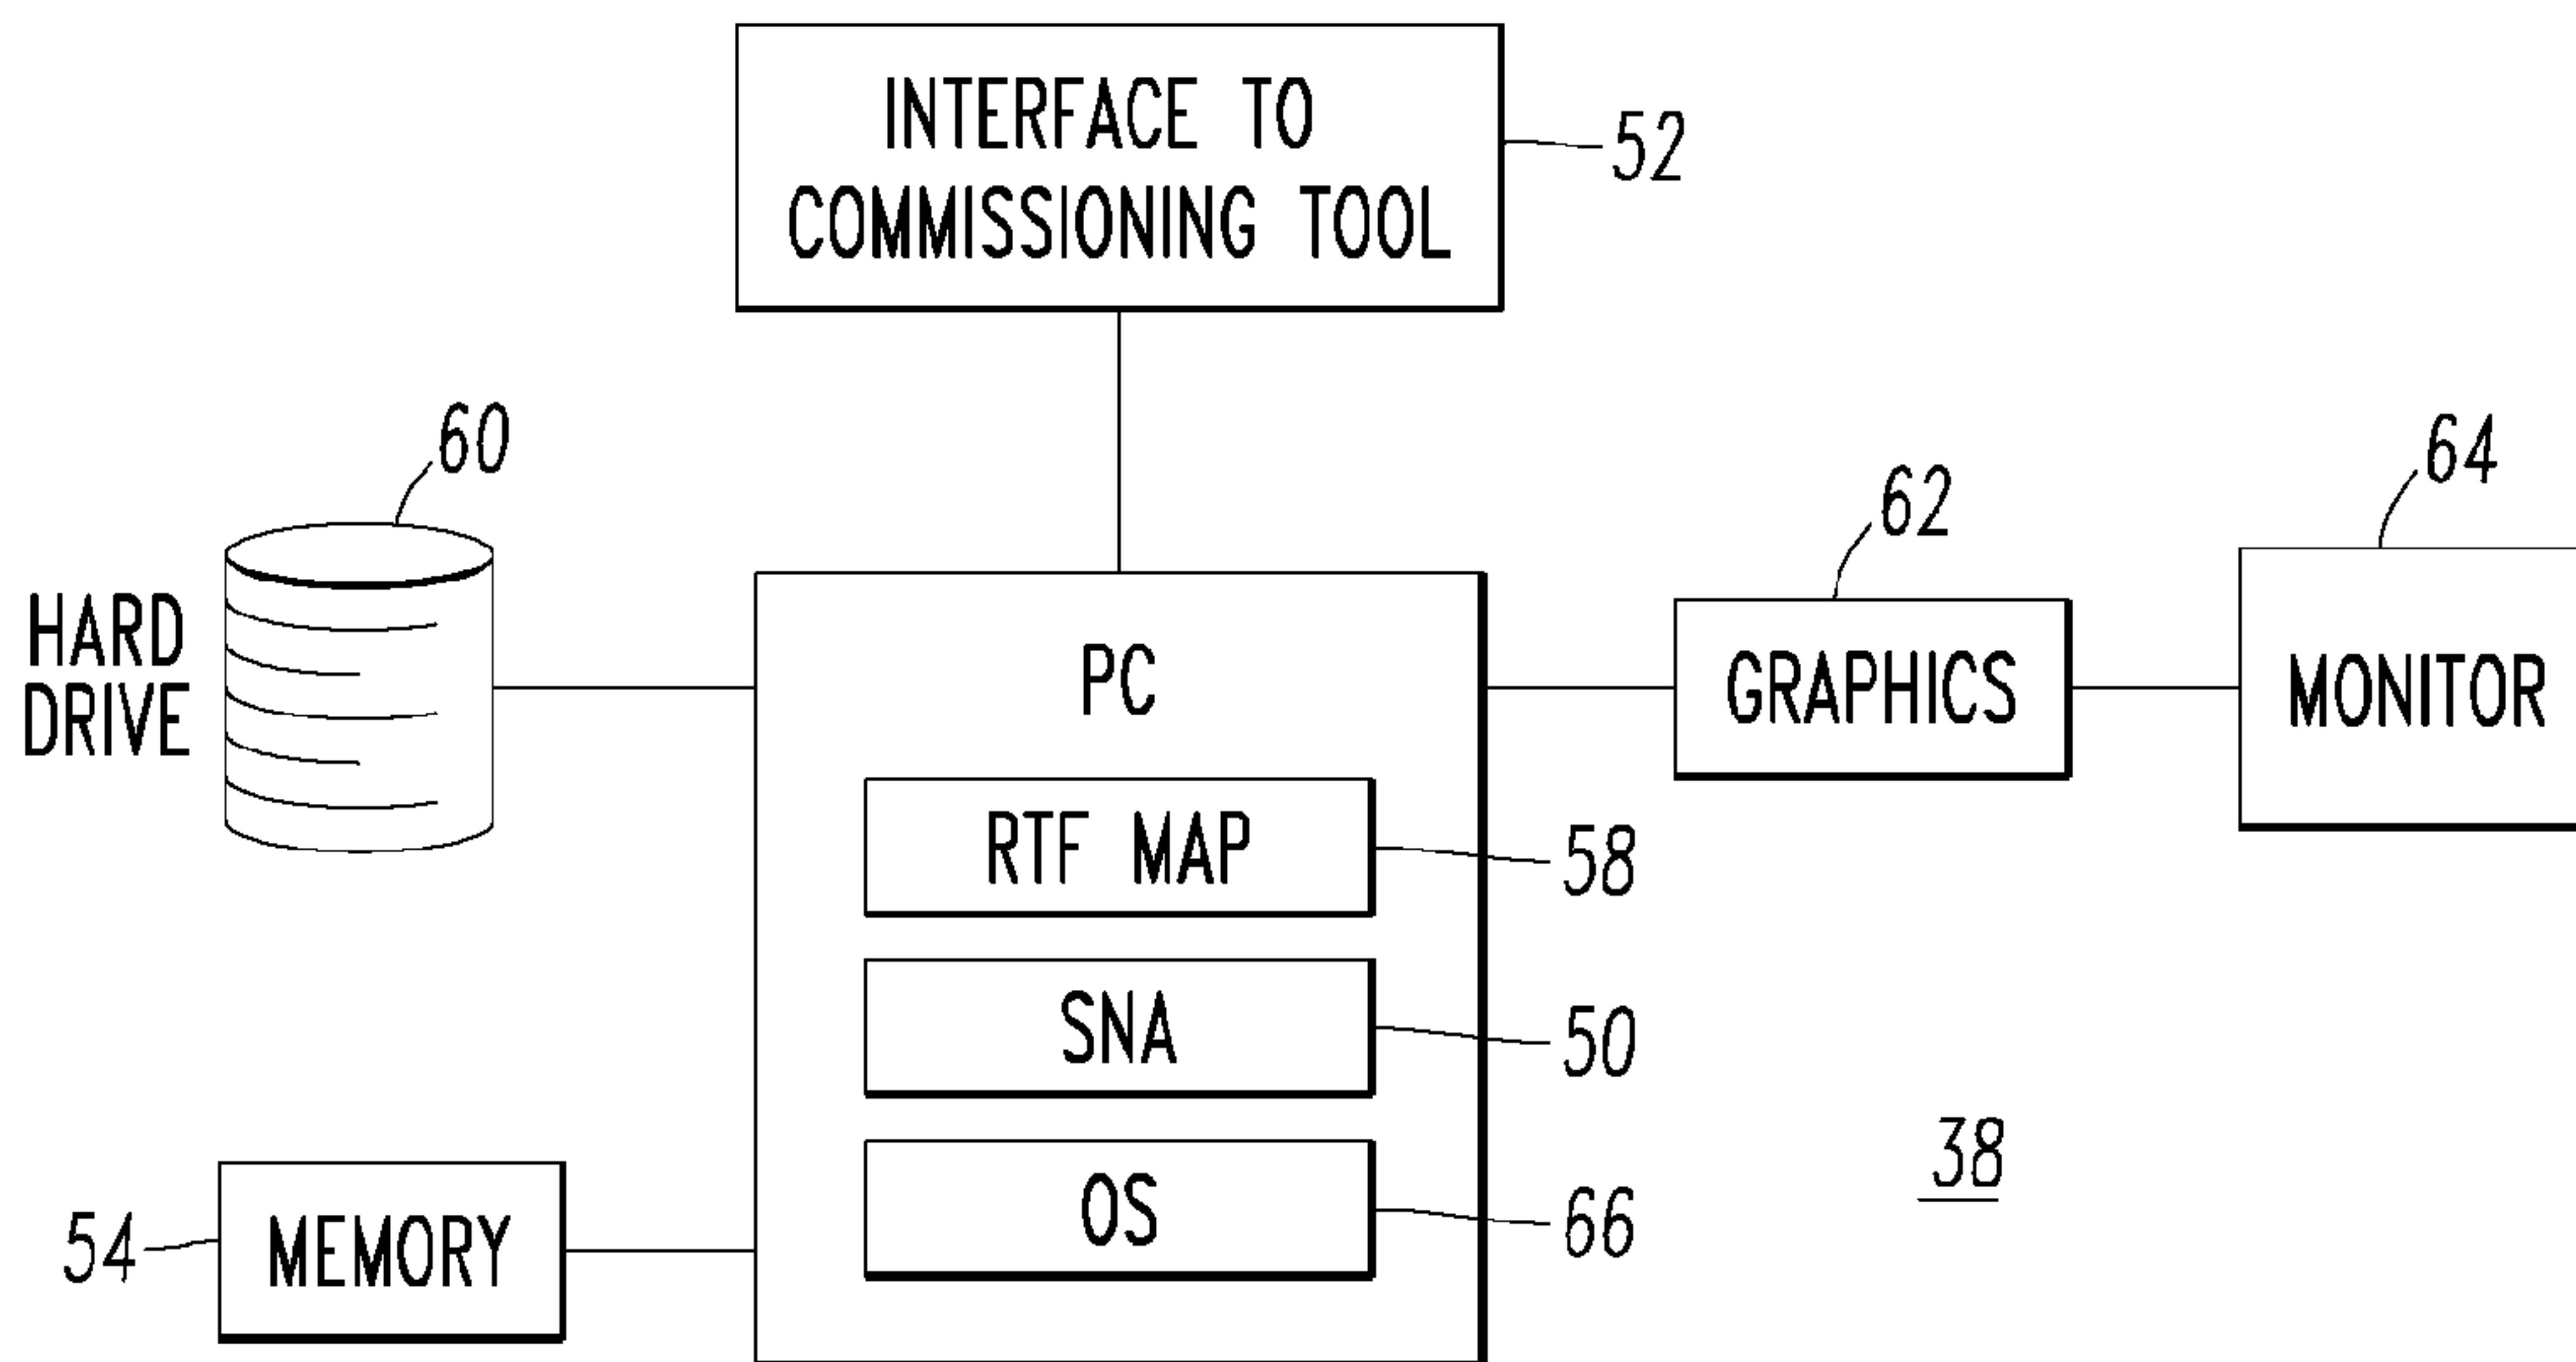 INTERFACE TO
COMMISSIONING TOOL
52
60
HARD
DRIVE
62
64
PC
GRAPHICS
MONITOR
RTF MAP
58
SNA
50
38
54
MEMORY
OS
66